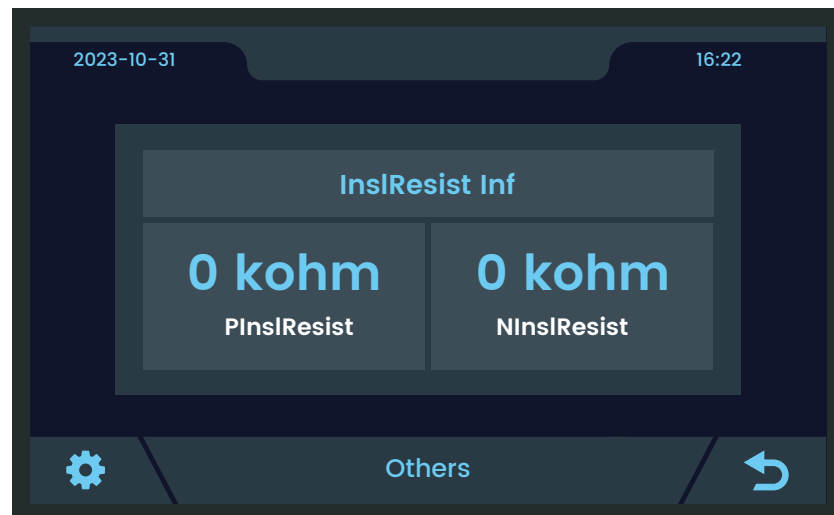 2023-10-31 16:22
InslResist Inf
0 kohm 0 kohm
PInslResist NInslResist
Others